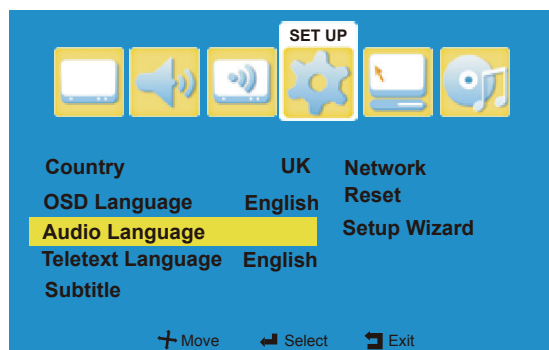 SET UP
Country UK
OSD Language English
Audio Language
Teletext Language English
Subtitle
Network
Reset
Setup Wizard
Move Select Exit